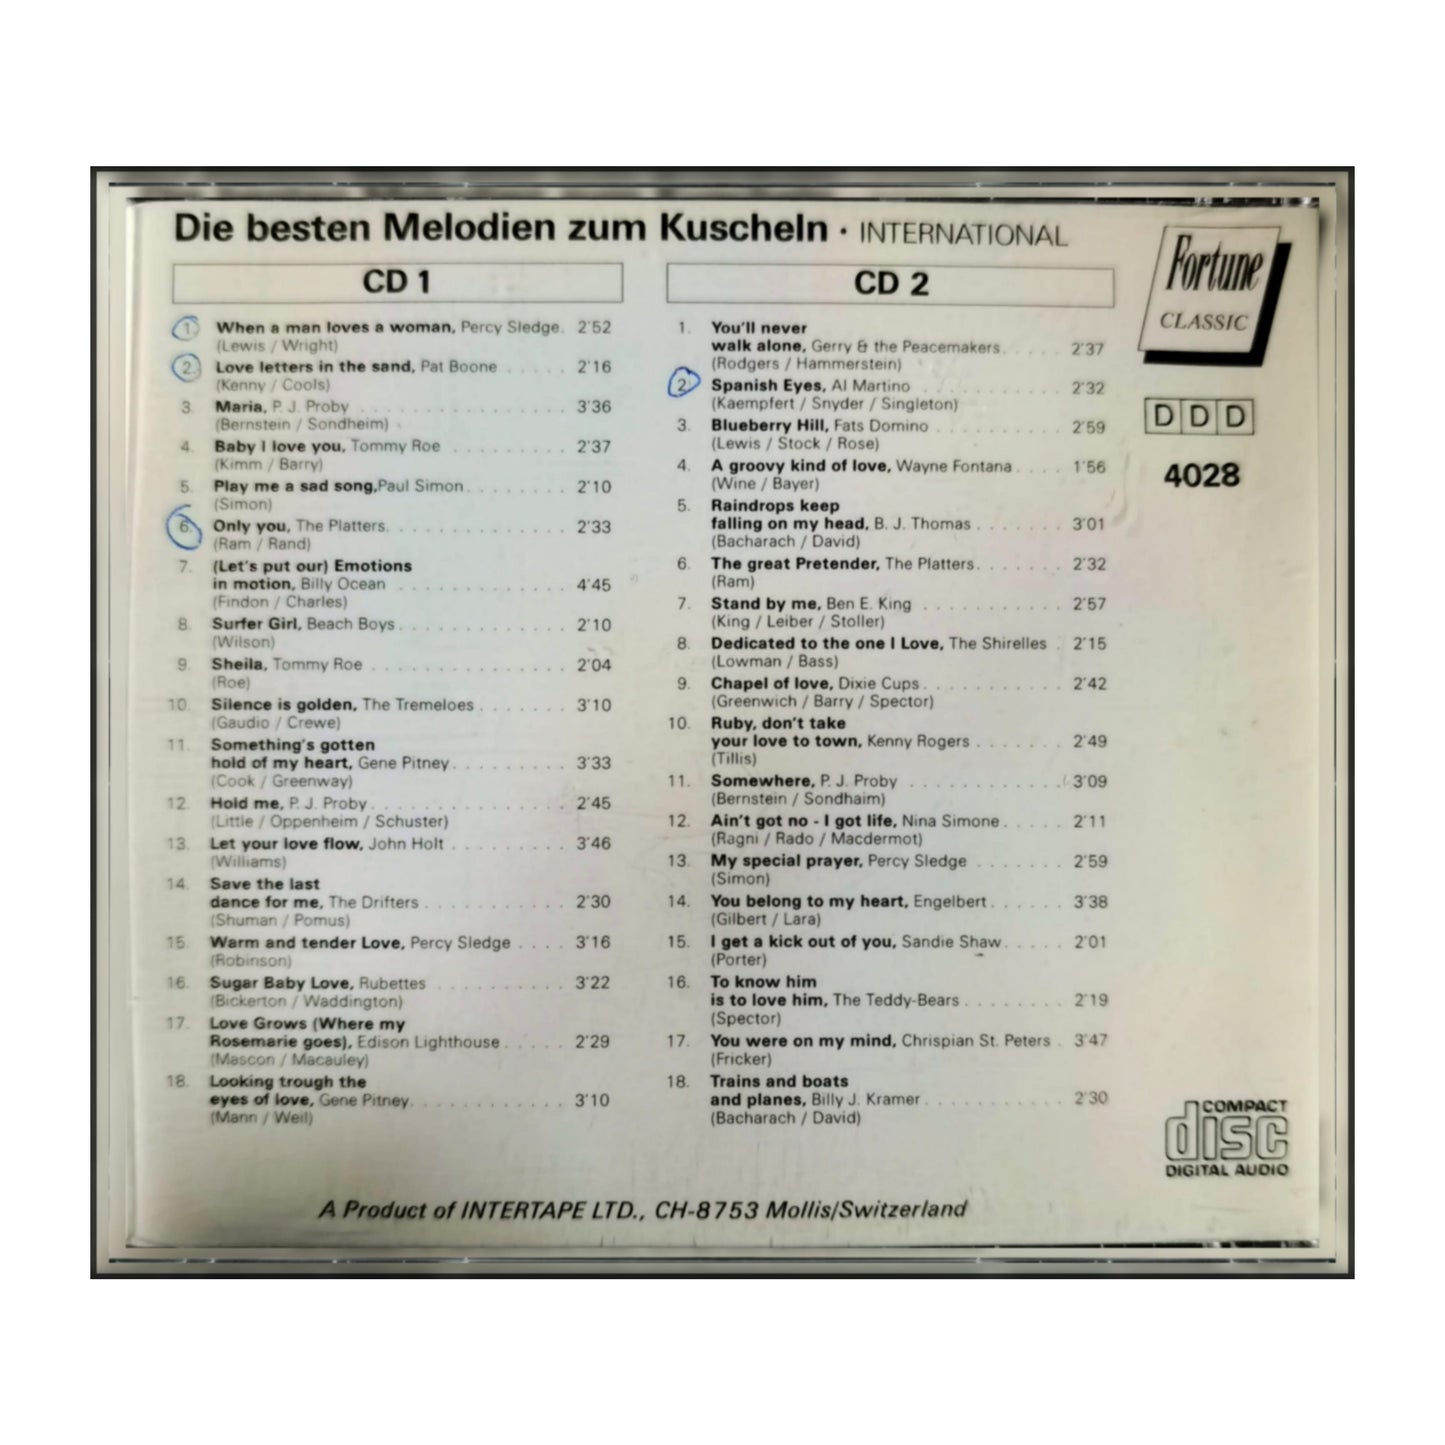 Die besten Melodien zum Kuscheln · INTERNATIONAL
CD 1
1. When a man loves a woman, Percy Sledge. 2'52
(Lewis / Wright)
2. Love letters in the sand, Pat Boone . . . . . 2'16
(Kenny / Cools)
3. Maria, P. J. Proby . . . . . . . . . . . . . . . 3'36
(Bernstein / Sondheim)
4. Baby I love you, Tommy Roe . . . . . . . . . 2'37
(Kimm / Barry)
5. Play me a sad song,Paul Simon. . . . . . . . 2'10
(Simon)
6. Only you, The Platters. . . . . . . . . . . . . 2'33
(Ram / Rand)
7. (Let's put our) Emotions
in motion, Billy Ocean . . . . . . . . . . . . . 4'45
(Findon / Charles)
8. Surfer Girl, Beach Boys. . . . . . . . . . . . . 2'10
(Wilson)
9. Sheila, Tommy Roe . . . . . . . . . . . . . . . 2'04
(Roe)
10. Silence is golden, The Tremeloes . . . . . . . 3'10
(Gaudio / Crewe)
11. Something's gotten
hold of my heart, Gene Pitney. . . . . . . . . 3'33
(Cook / Greenway)
12. Hold me, P. J. Proby. . . . . . . . . . . . . . . 2'45
(Little / Oppenheim / Schuster)
13. Let your love flow, John Holt . . . . . . . . . 3'46
(Williams)
14. Save the last
dance for me, The Drifters . . . . . . . . . . . 2'30
(Shuman / Pomus)
15. Warm and tender Love, Percy Sledge . . . . 3'16
(Robinson)
16. Sugar Baby Love, Rubettes . . . . . . . . . . 3'22
(Bickerton / Waddington)
17. Love Grows (Where my
Rosemarie goes), Edison Lighthouse . . . . . 2'29
(Mascon / Macauley)
18. Looking trough the
eyes of love, Gene Pitney. . . . . . . . . . . . 3'10
(Mann / Weil)
CD 2
1. You'll never
walk alone, Gerry & the Peacemakers. . . . . 2'37
(Rodgers / Hammerstein)
2. Spanish Eyes, Al Martino . . . . . . . . . . . 2'32
(Kaempfert / Snyder / Singleton)
3. Blueberry Hill, Fats Domino . . . . . . . . . . 2'59
(Lewis / Stock / Rose)
4. A groovy kind of love, Wayne Fontana . . . . 1'56
(Wine / Bayer)
5. Raindrops keep
falling on my head, B. J. Thomas . . . . . . . 3'01
(Bacharach / David)
6. The great Pretender, The Platters. . . . . . . 2'32
(Ram)
7. Stand by me, Ben E. King . . . . . . . . . . . 2'57
(King / Leiber / Stoller)
8. Dedicated to the one I Love, The Shirelles . 2'15
(Lowman / Bass)
9. Chapel of love, Dixie Cups . . . . . . . . . . . 2'42
(Greenwich / Barry / Spector)
10. Ruby, don't take
your love to town, Kenny Rogers . . . . . . . 2'49
(Tillis)
11. Somewhere, P. J. Proby . . . . . . . . . . . . 3'09
(Bernstein / Sondhaim)
12. Ain't got no - I got life, Nina Simone . . . . . 2'11
(Ragni / Rado / Macdermot)
13. My special prayer, Percy Sledge . . . . . . . 2'59
(Simon)
14. You belong to my heart, Engelbert . . . . . . 3'38
(Gilbert / Lara)
15. I get a kick out of you, Sandie Shaw . . . . . 2'01
(Porter)
16. To know him
is to love him, The Teddy-Bears . . . . . . . . 2'19
(Spector)
17. You were on my mind, Chrispian St. Peters . 3'47
(Fricker)
18. Trains and boats
and planes, Billy J. Kramer . . . . . . . . . . . 2'30
(Bacharach / David)
Fortune
CLASSIC
DDD
4028
COMPACT
disc
DIGITAL AUDIO
A Product of INTERTAPE LTD., CH-8753 Mollis/Switzerland